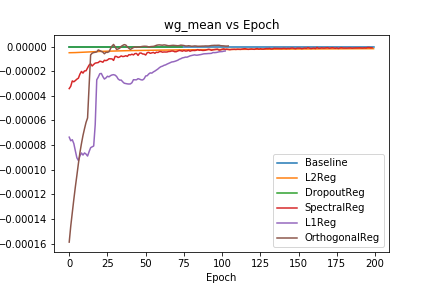 wg_mean vs Epoch
0.00000
−0.00002
−0.00004
−0.00006
−0.00008
−0.00010
−0.00012
−0.00014
−0.00016
Baseline
L2Reg
DropoutReg
SpectralReg
L1Reg
OrthogonalReg
0 25 50 75 100 125 150 175 200
Epoch